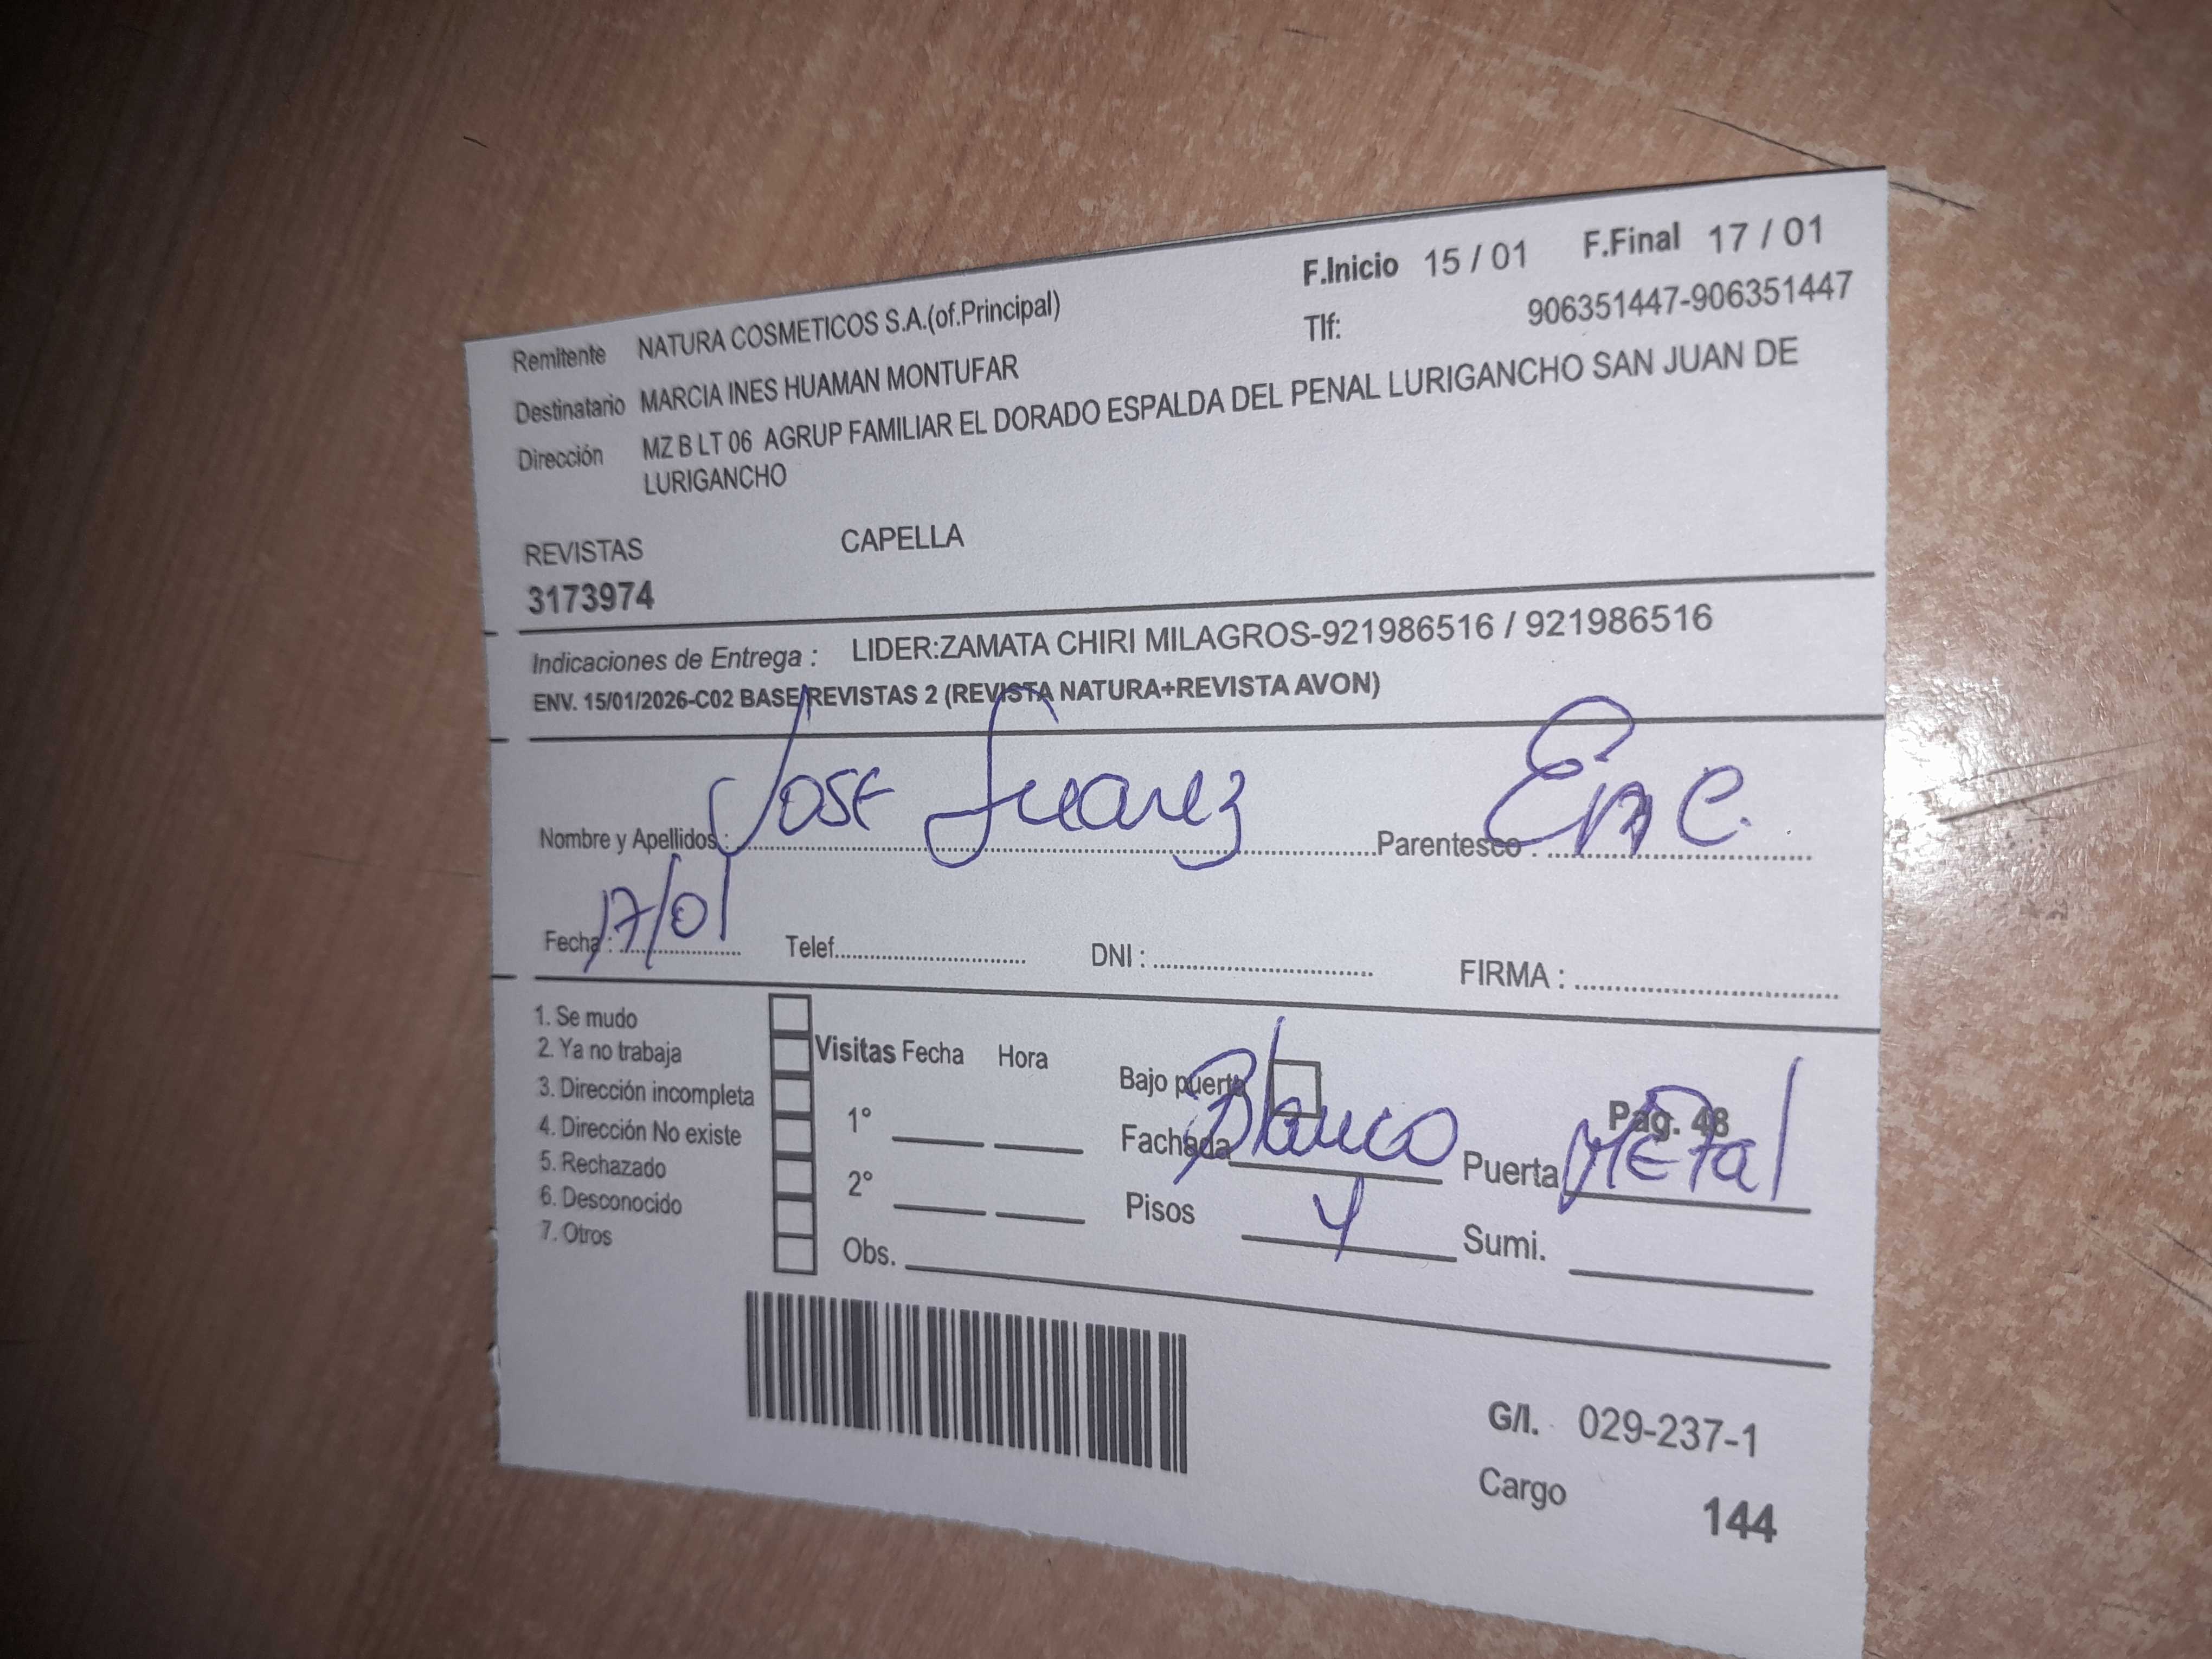 F.Inicio 15 / 01 F.Final 17 / 01
Remitente NATURA COSMETICOS S.A.(of.Principal) Tlf: 906351447-906351447
Destinatario MARCIA INES HUAMAN MONTUFAR
Dirección MZ B LT 06 AGRUP FAMILIAR EL DORADO ESPALDA DEL PENAL LURIGANCHO SAN JUAN DE
LURIGANCHO
REVISTAS CAPELLA
3173974
Indicaciones de Entrega : LIDER:ZAMATA CHIRI MILAGROS-921986516 / 921986516
ENV. 15/01/2026-C02 BASE/REVISTAS 2 (REVISTA NATURA+REVISTA AVON)
Nombre y Apellidos : Jose Suarez Parentesco :
Fecha : 17/01 Telef. DNI : FIRMA :
1. Se mudo
2. Ya no trabaja
3. Dirección incompleta
4. Dirección No existe
5. Rechazado
6. Desconocido
7. Otros
Visitas Fecha Hora
1°
2°
Obs.
Bajo puerta
Pag. 48
Fachada Blanco Puerta METal
Pisos 4 Sumi.
G/I. 029-237-1
Cargo 144